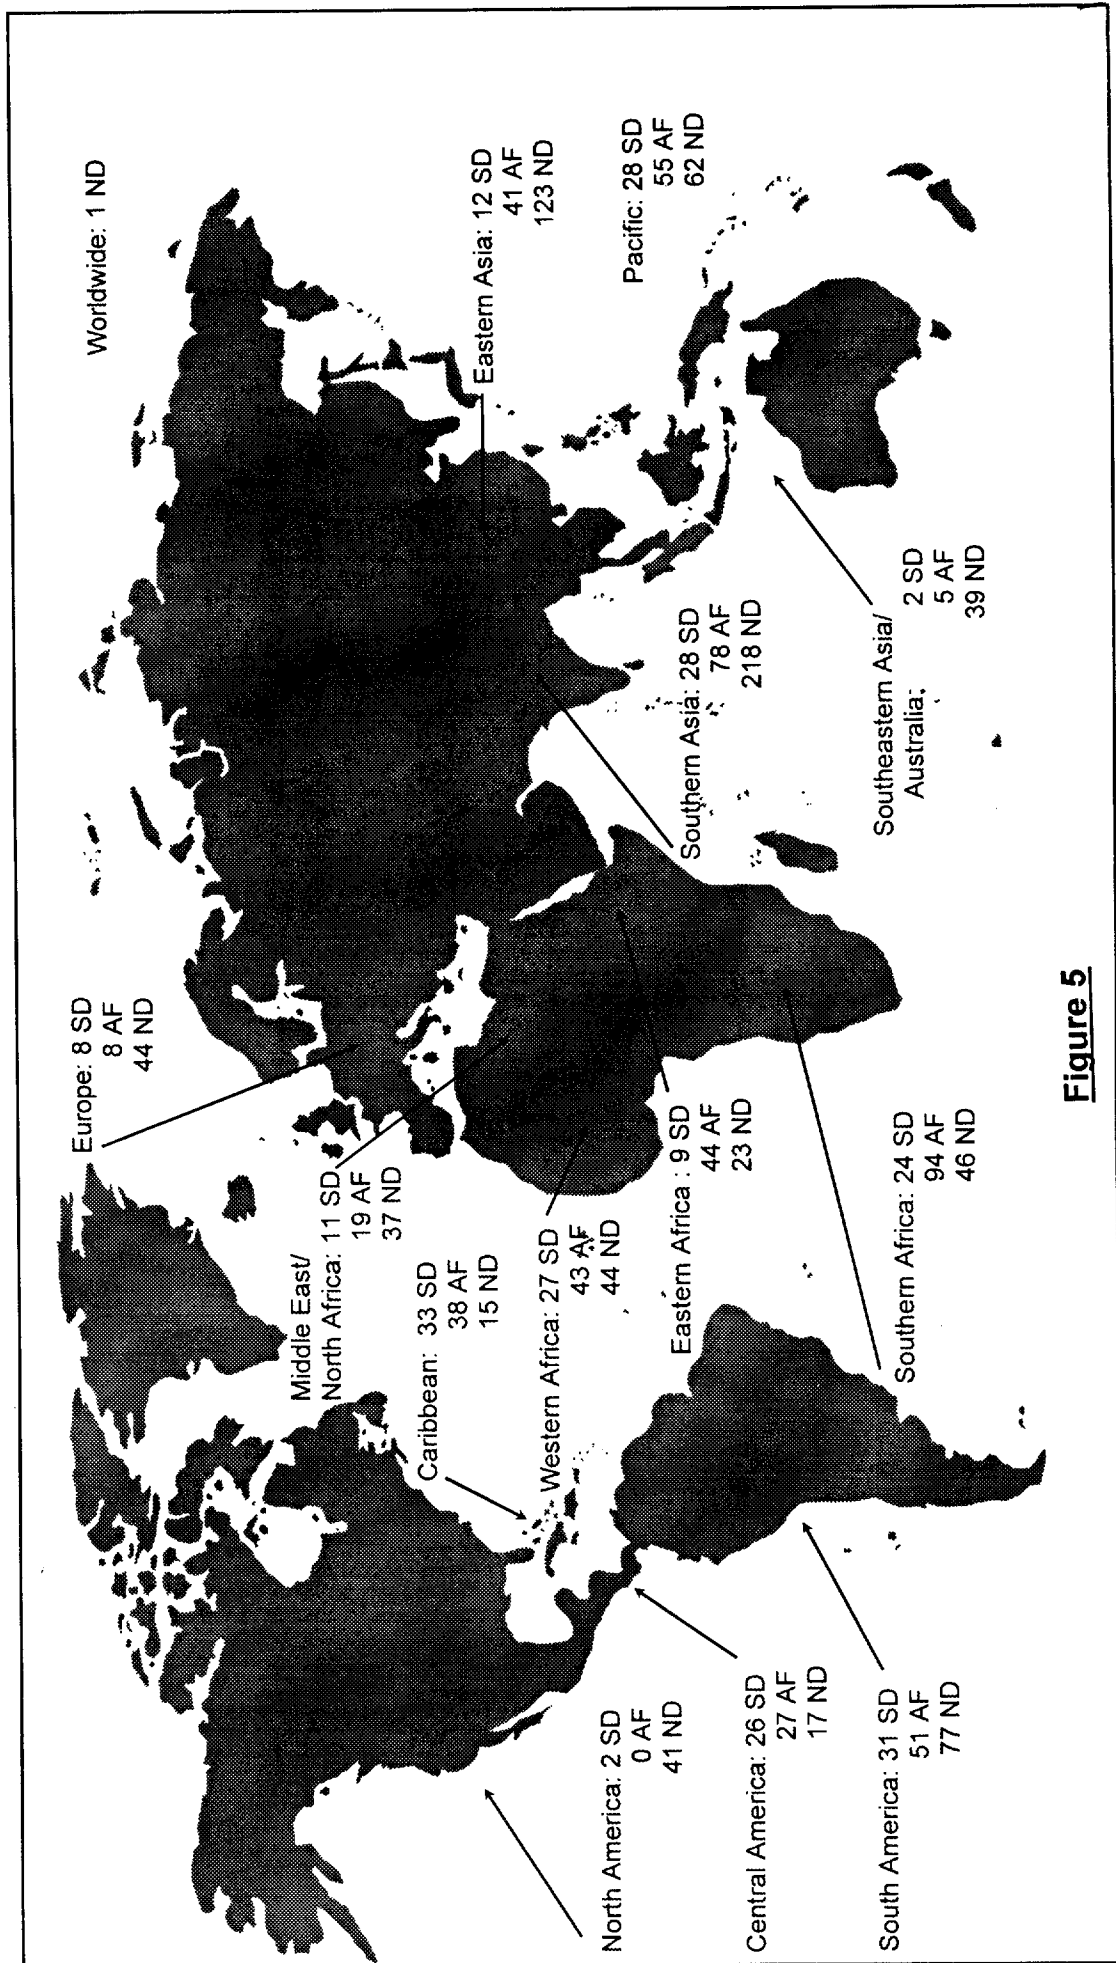 Worldwide: 1 ND
Europe: 8 SD
8 AF
44 ND
Middle East/
North Africa: 11 SD
19 AF
37 ND
Caribbean: 33 SD
38 AF
15 ND
Western Africa: 27 SD
43 AF
44 ND
Eastern Africa : 9 SD
44 AF
23 ND
Southern Africa: 24 SD
94 AF
46 ND
Eastern Asia: 12 SD
41 AF
123 ND
Pacific: 28 SD
55 AF
62 ND
Southern Asia: 28 SD
78 AF
218 ND
Southeastern Asia/ 2 SD
Australia: 5 AF
39 ND
North America: 2 SD
0 AF
41 ND
Central America: 26 SD
27 AF
17 ND
South America: 31 SD
51 AF
77 ND
Figure 5